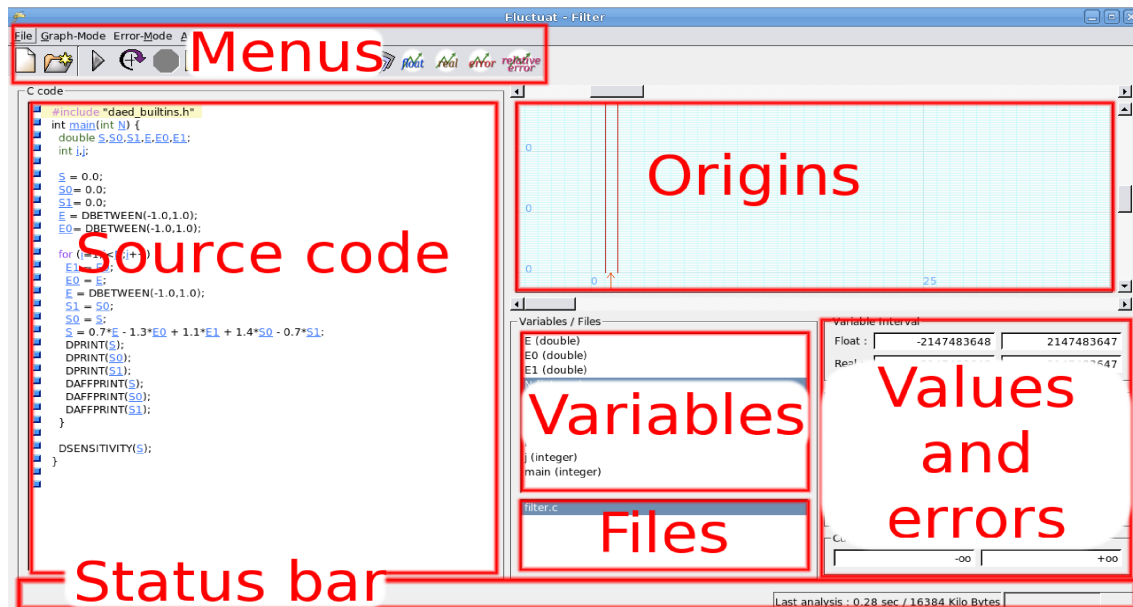 Fluctuat - Filter
File Graph-Mode Error-Mode
Menus
float real error relative error
C code
#include "daed_builtins.h"
int main(int N) {
double S,S0,S1,E,E0,E1;
int i,j;
S = 0.0;
S0= 0.0;
S1= 0.0;
E = DBETWEEN(-1.0,1.0);
E0= DBETWEEN(-1.0,1.0);
Source code
for
E1
E0 = E;
E = DBETWEEN(-1.0,1.0);
S1 = S0;
S0 = S;
S = 0.7*E - 1.3*E0 + 1.1*E1 + 1.4*S0 - 0.7*S1;
DPRINT(S);
DPRINT(S0);
DPRINT(S1);
DAFFPRINT(S);
DAFFPRINT(S0);
DAFFPRINT(S1);
}
DSENSITIVITY(S);
}
Origins
0
0
0
0 25
Variables / Files
E (double)
E0 (double)
E1 (double)
Variables
j (integer)
main (integer)
filter.c
Files
Variable Interval
Float : -2147483648 2147483647
Real
Values
and
errors
-oo +oo
Status bar
Last analysis : 0.28 sec / 16384 Kilo Bytes